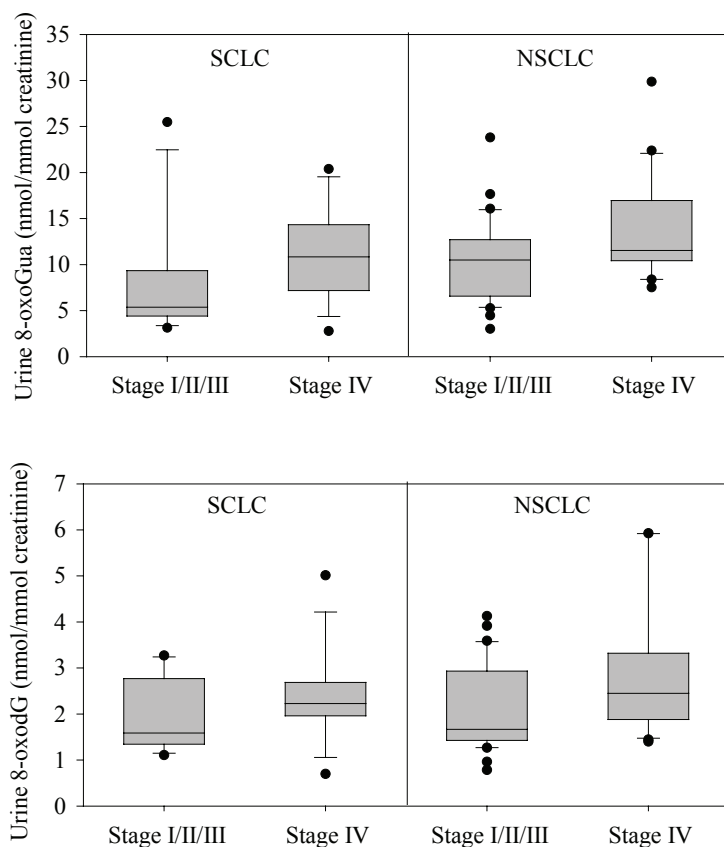 Urine 8-oxoGua (nmol/mmol creatinine)
35
30
25
20
15
10
5
0
SCLC
NSCLC
Stage I/II/III
Stage IV
Stage I/II/III
Stage IV
Urine 8-oxodG (nmol/mmol creatinine)
7
6
5
4
3
2
1
0
SCLC
NSCLC
Stage I/II/III
Stage IV
Stage I/II/III
Stage IV